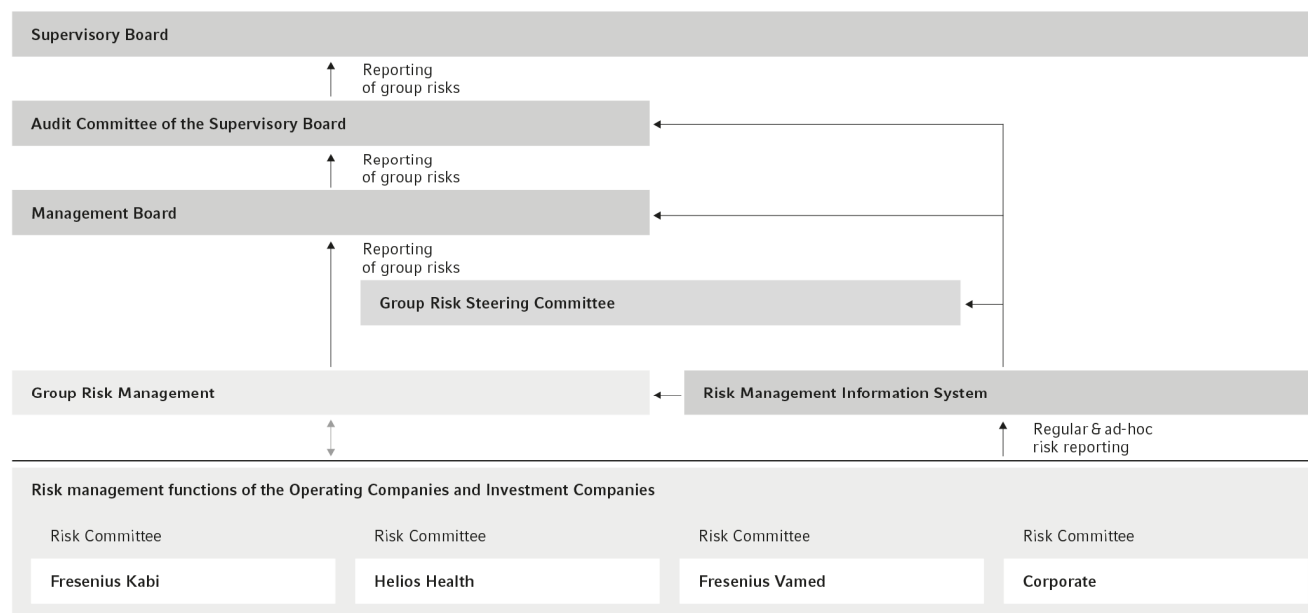 Supervisory Board
Reporting
of group risks
Audit Committee of the Supervisory Board
Reporting
of group risks
Management Board
Reporting
of group risks
Group Risk Steering Committee
Group Risk Management
Risk Management Information System
Regular & ad-hoc
risk reporting
Risk management functions of the Operating Companies and Investment Companies
Risk Committee
Risk Committee
Risk Committee
Risk Committee
Fresenius Kabi
Helios Health
Fresenius Vamed
Corporate